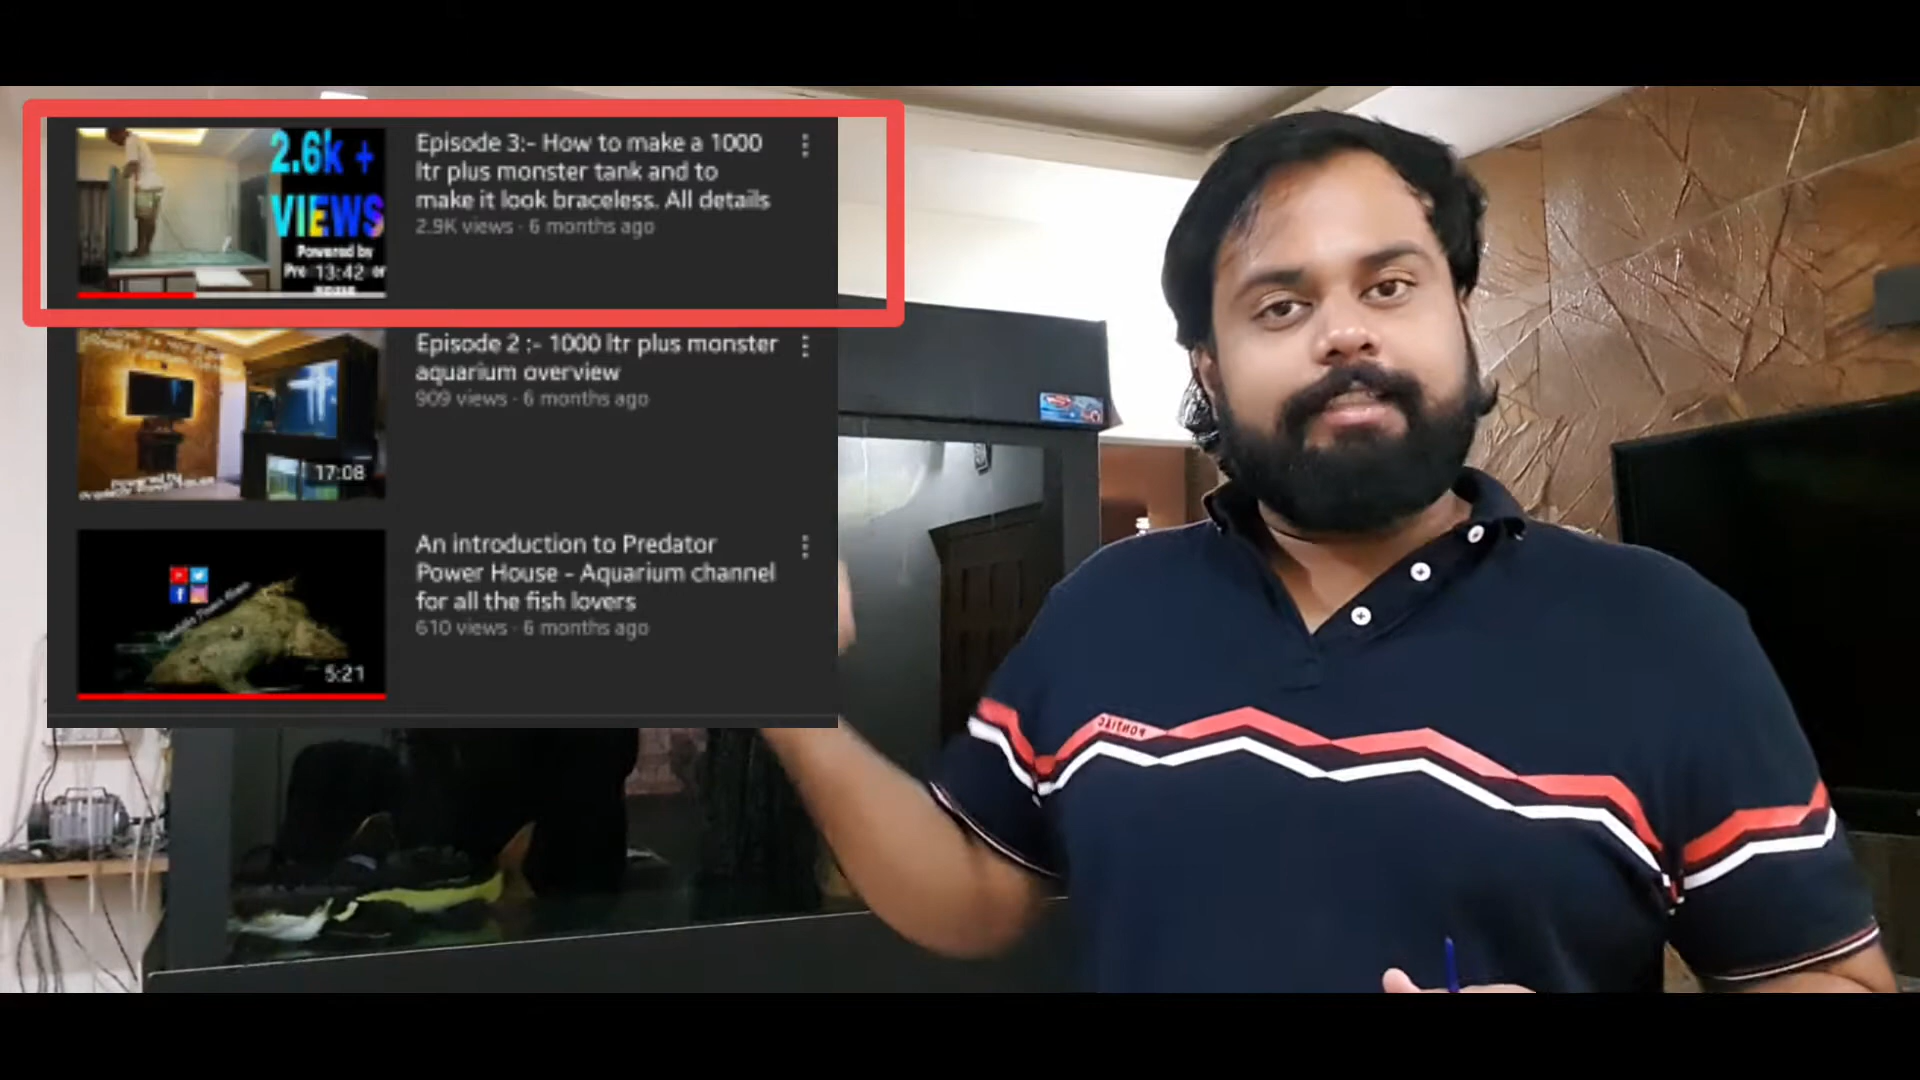 2.6k +
VIEWS
Powered by
13:42
Episode 3:- How to make a 1000
ltr plus monster tank and to
make it look braceless. All details
2.9K views · 6 months ago
17:08
Episode 2 :- 1000 ltr plus monster
aquarium overview
909 views · 6 months ago
5:21
An introduction to Predator
Power House - Aquarium channel
for all the fish lovers
610 views · 6 months ago
PONTIAC